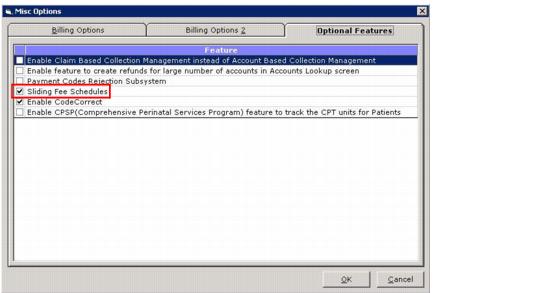 Misc Options
Billing Options
Billing Options 2
Optional Features
Feature
Enable Claim Based Collection Management instead of Account Based Collection Management
Enable feature to create refunds for large number of accounts in Accounts Lookup screen
Payment Codes Rejection Subsystem
Sliding Fee Schedules
Enable CodeCorrect
Enable CPSP(Comprehensive Perinatal Services Program) feature to track the CPT units for Patients
OK
Cancel